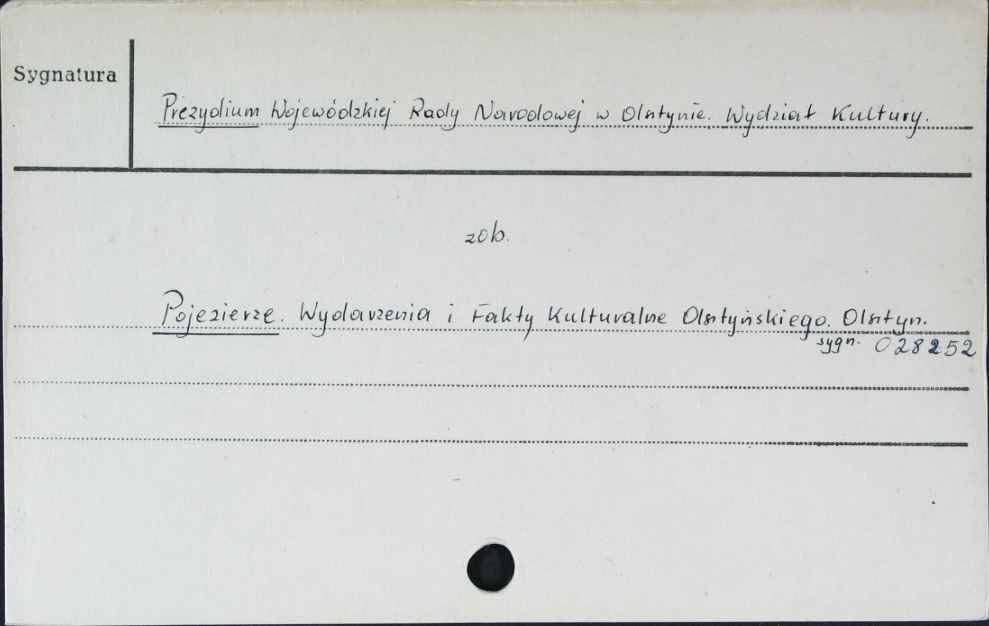 Sygnatura
Prezydium Wojewódzkiej Rady Narodowej w Olsztynie. Wydział Kultury.
zob.
Pojezierze. Wydarzenia i Fakty Kulturalne Olsztyńskiego. Olsztyn.
sygn. 028252